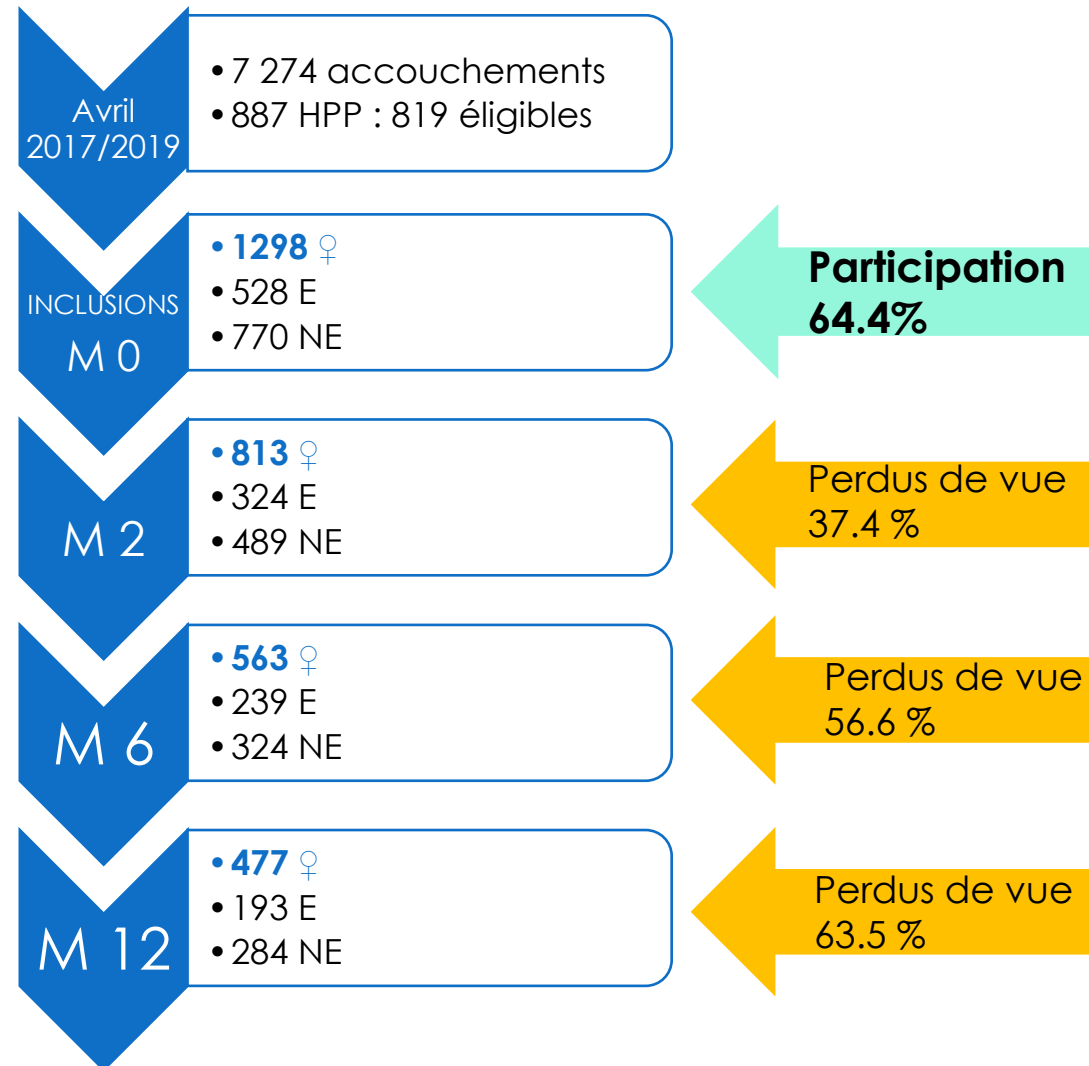 Avril
2017/2019
• 7 274 accouchements
• 887 HPP : 819 éligibles
INCLUSIONS
M 0
• 1298 ♀
• 528 E
• 770 NE
Participation
64.4%
M 2
• 813 ♀
• 324 E
• 489 NE
Perdus de vue
37.4 %
M 6
• 563 ♀
• 239 E
• 324 NE
Perdus de vue
56.6 %
M 12
• 477 ♀
• 193 E
• 284 NE
Perdus de vue
63.5 %